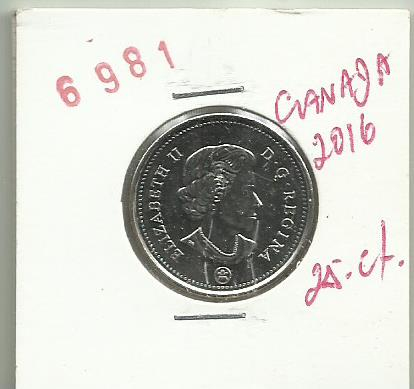 6981
CANADA
2016
ELIZABETH II D·G·REGINA
25-ct.